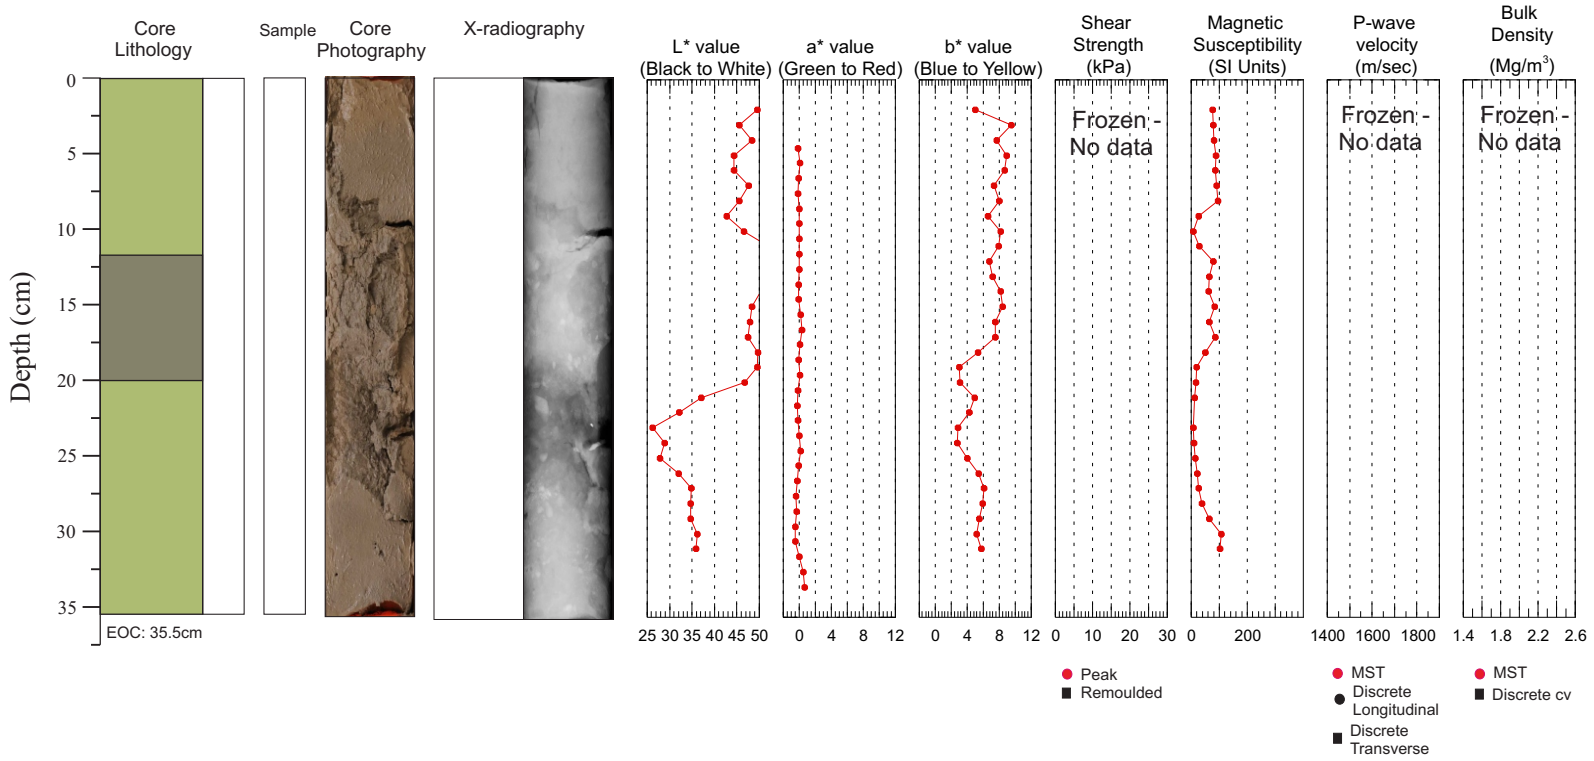 Core
Lithology
Sample
Core
Photography
X-radiography
L* value
(Black to White)
a* value
(Green to Red)
b* value
(Blue to Yellow)
Shear
Strength
(kPa)
Magnetic
Susceptibility
(SI Units)
P-wave
velocity
(m/sec)
Bulk
Density
(Mg/m³)
Depth (cm)
0
5
10
15
20
25
30
35
EOC: 35.5cm
Frozen -
No data
Frozen -
No data
Frozen -
No data
25 30 35 40 45 50
0 4 8 12
0 4 8 12
0 10 20 30
0 200
1400 1600 1800
1.4 1.8 2.2 2.6
Peak
Remoulded
MST
Discrete
Longitudinal
Discrete
Transverse
MST
Discrete cv